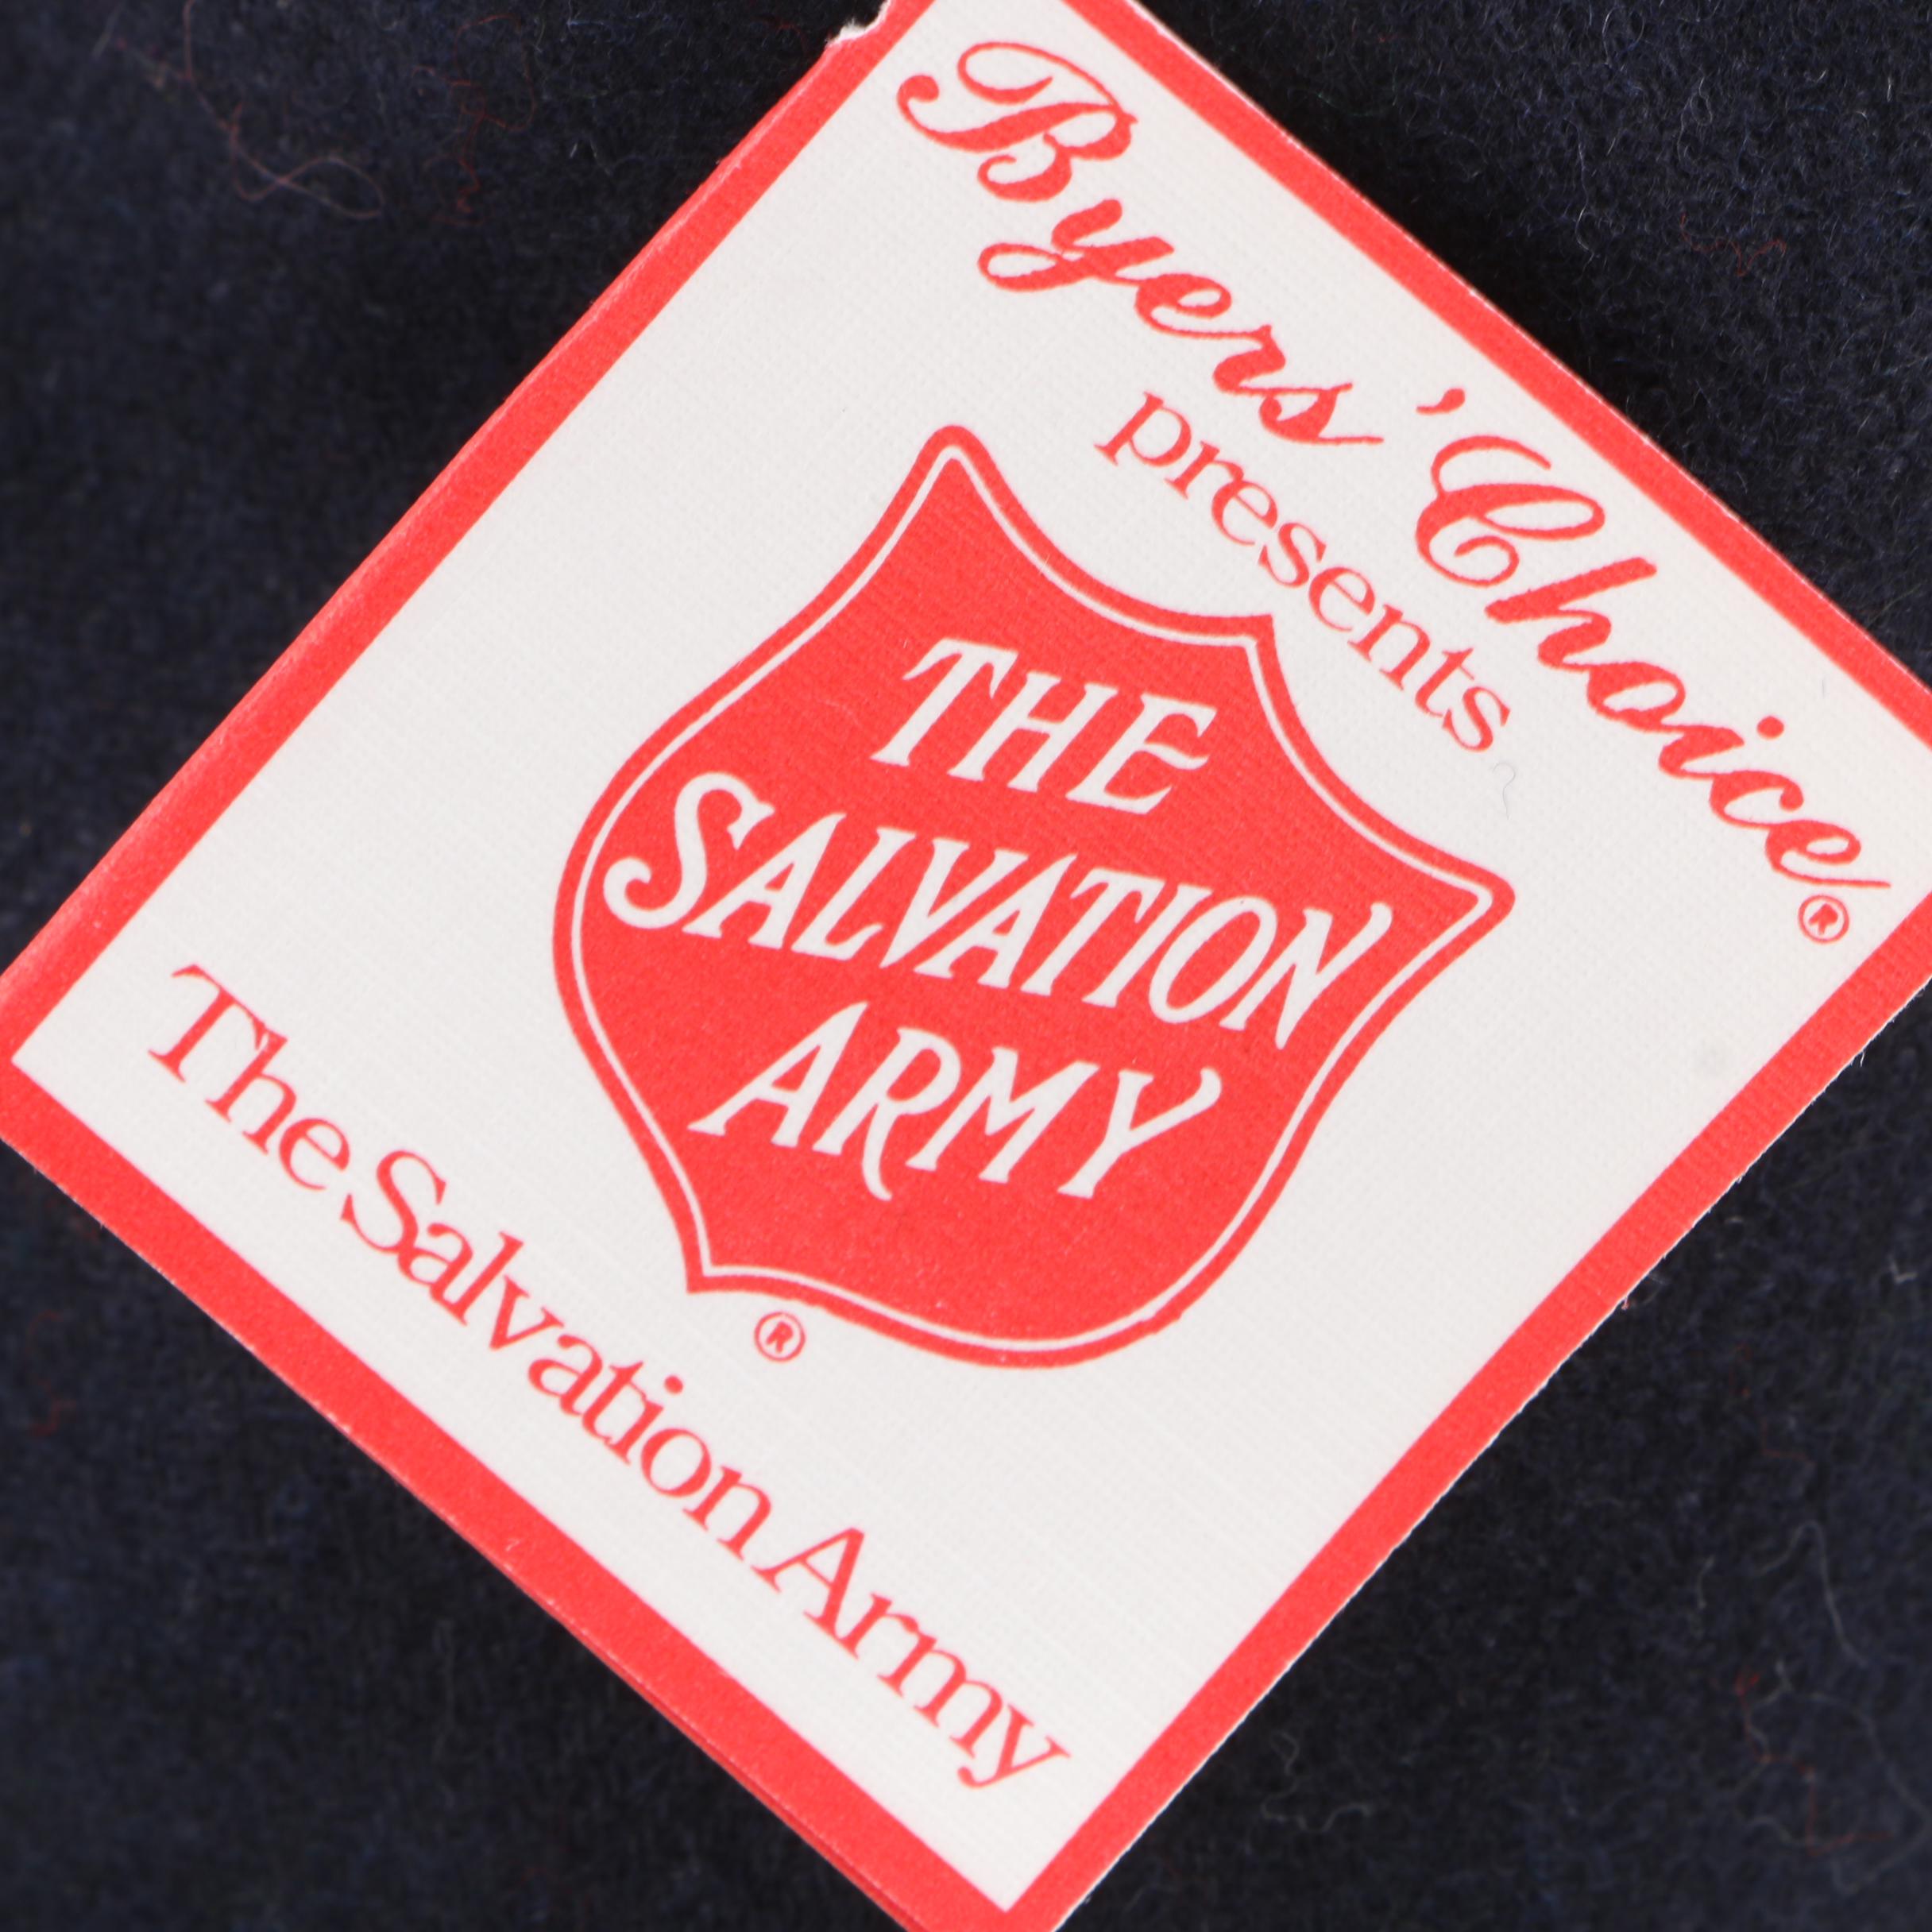 Byers' Choice®
presents
THE
SALVATION
ARMY
®
The Salvation Army